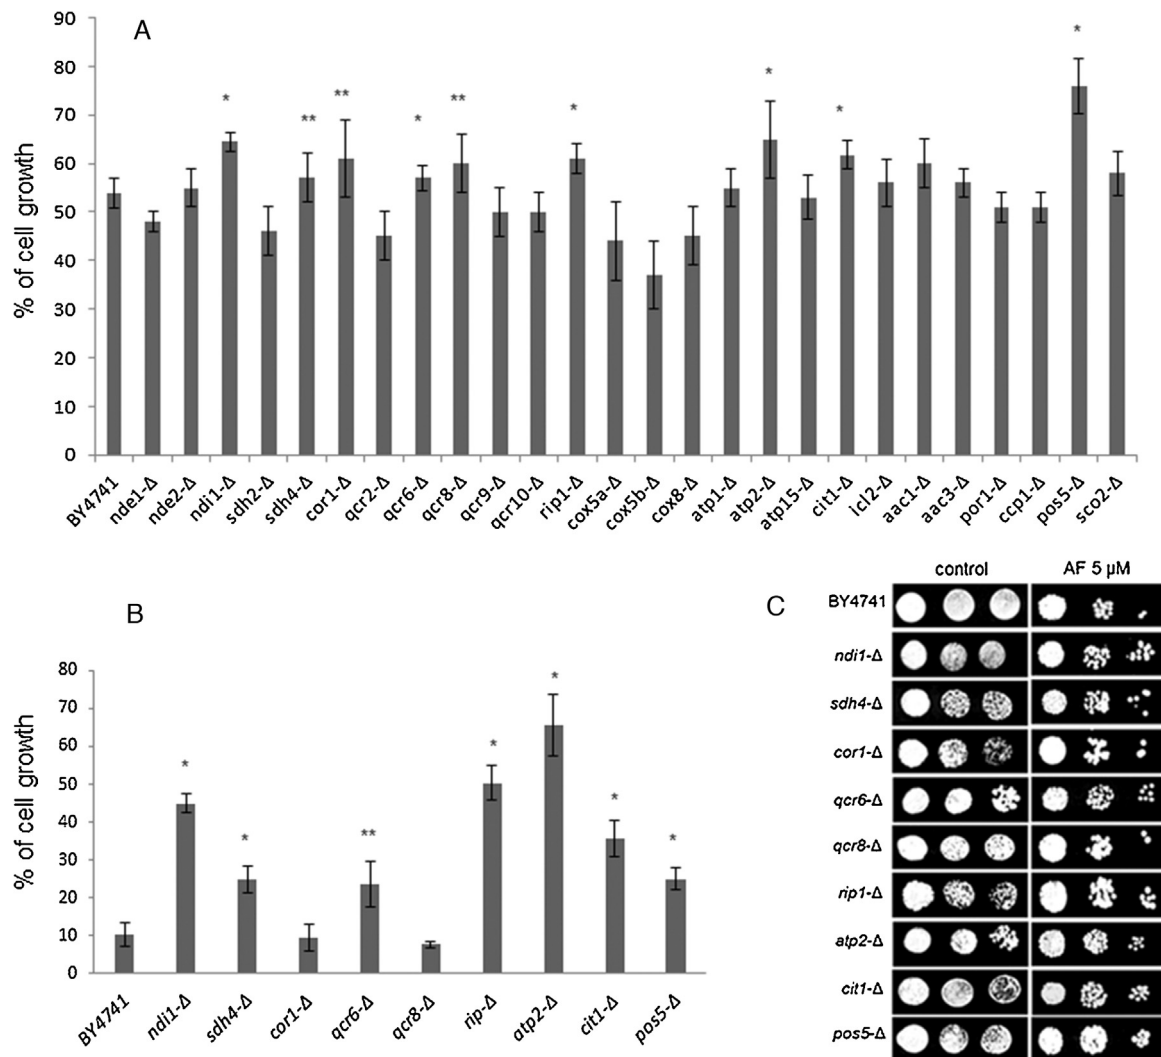 A
% of cell growth
90
80
70
60
50
40
30
20
10
0
* ** ** * ** * * * *
BY4741 nde1-Δ nde2-Δ ndi1-Δ sdh2-Δ sdh4-Δ cor1-Δ qcr2-Δ qcr6-Δ qcr8-Δ qcr9-Δ qcr10-Δ rip1-Δ cox5a-Δ cox5b-Δ cox8-Δ atp1-Δ atp2-Δ atp15-Δ cit1-Δ icl2-Δ aac1-Δ aac3-Δ por1-Δ ccp1-Δ pos5-Δ sco2-Δ
B
% of cell growth
80
70
60
50
40
30
20
10
0
* * ** * * * *
BY4741 ndi1-Δ sdh4-Δ cor1-Δ qcr6-Δ qcr8-Δ rip-Δ atp2-Δ cit1-Δ pos5-Δ
C
control AF 5 µM
BY4741
ndi1-Δ
sdh4-Δ
cor1-Δ
qcr6-Δ
qcr8-Δ
rip1-Δ
atp2-Δ
cit1-Δ
pos5-Δ